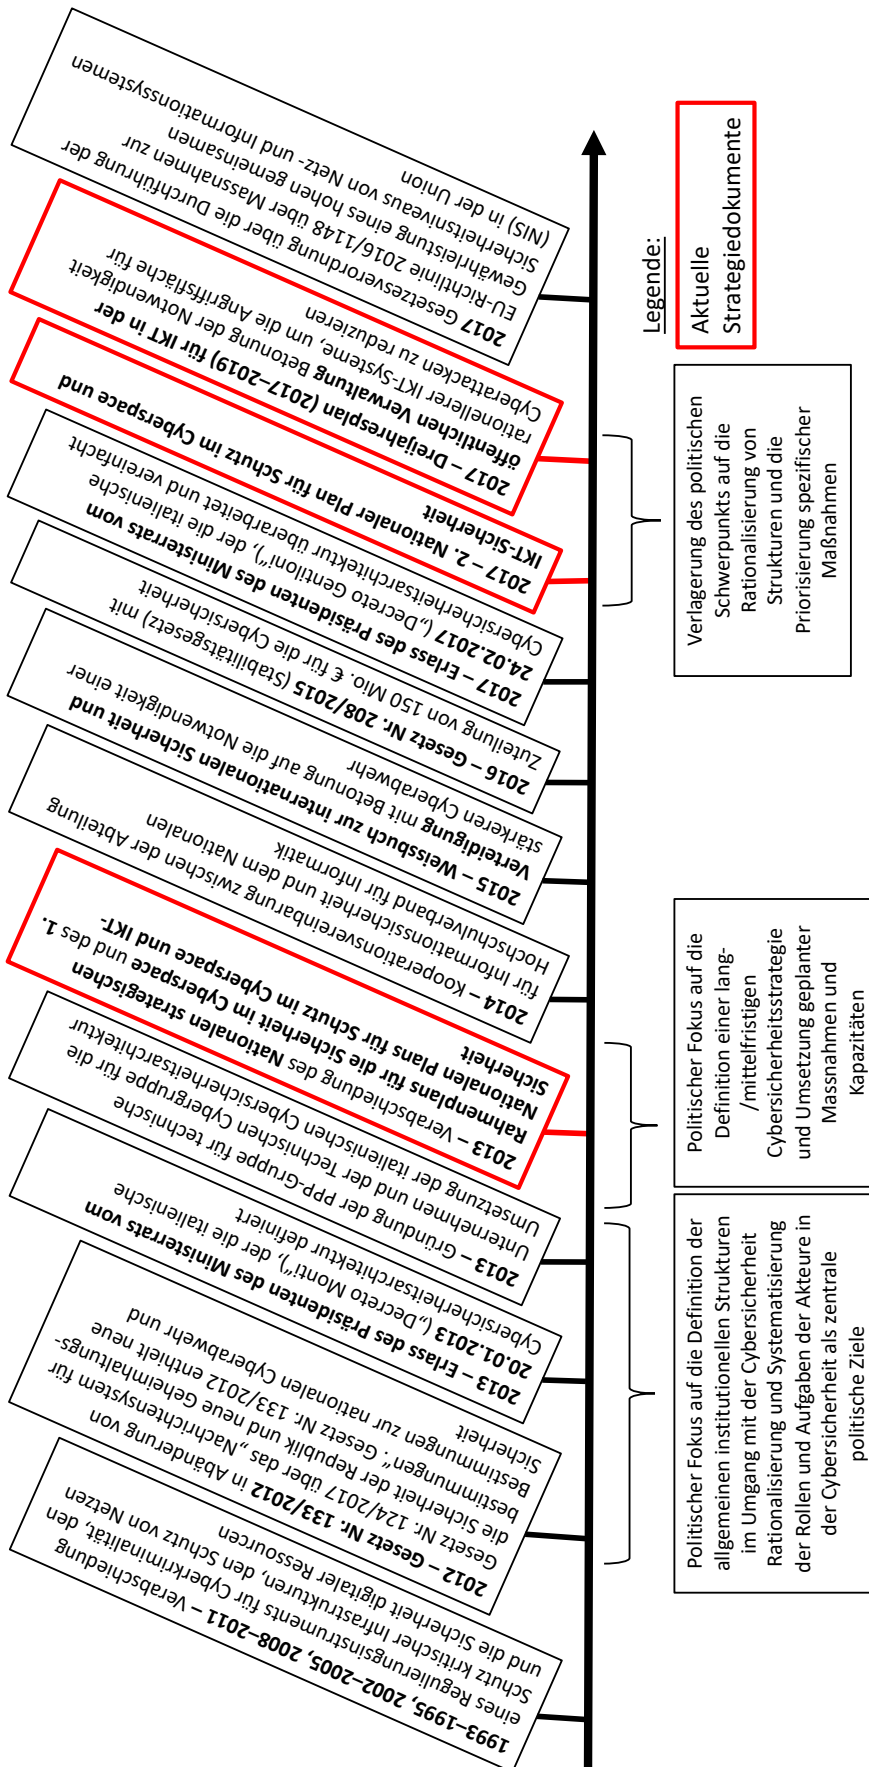 1993–1995, 2002–2005, 2008–2011 – Verabschiedung
eines Regulierungsinstruments für Cyberkriminalität, den
Schutz kritischer Infrastrukturen, den Schutz von Netzen
und die Sicherheit digitaler Ressourcen
2012 – Gesetz Nr. 133/2012 in Abänderung von
Gesetz Nr. 124/2017 über das „Nachrichtensystem für
die Sicherheit der Republik und neue Geheimhaltungs-
bestimmungen“. Gesetz Nr. 133/2012 enthielt neue
Bestimmungen zur nationalen Cyberabwehr und
Sicherheit
2013 – Erlass des Präsidenten des Ministerrats vom
20.01.2013 („Decreto Monti“), der die italienische
Cybersicherheitsarchitektur definiert
2013 – Gründung der PPP-Gruppe für technische
Unternehmen und der Technischen Cybergruppe für die
Umsetzung der italienischen Cybersicherheitsarchitektur
2013 – Verabschiedung des Nationalen strategischen
Rahmenplans für die Sicherheit im Cyberspace und des 1.
Nationalen Plans für Schutz im Cyberspace und IKT-
Sicherheit
2014 – Kooperationsvereinbarung zwischen der Abteilung
für Informationssicherheit und dem Nationalen
Hochschulverband für Informatik
2015 – Weissbuch zur internationalen Sicherheit und
Verteidigung mit Betonung auf die Notwendigkeit einer
stärkeren Cyberabwehr
2016 – Gesetz Nr. 208/2015 (Stabilitätsgesetz) mit
Zuteilung von 150 Mio. € für die Cybersicherheit
2017 – Erlass des Präsidenten des Ministerrats vom
24.02.2017 („Decreto Gentiloni“), der die italienische
Cybersicherheitsarchitektur überarbeitet und vereinfacht
2017 – 2. Nationaler Plan für Schutz im Cyberspace und
IKT-Sicherheit
2017 – Dreijahresplan (2017–2019) für IKT in der
öffentlichen Verwaltung Betonung der Notwendigkeit
rationellerer IKT-Systeme, um die Angriffsfläche für
Cyberattacken zu reduzieren
2017 Gesetzesverordnung über die Durchführung der
EU-Richtlinie 2016/1148 über Massnahmen zur
Gewährleistung eines hohen gemeinsamen
Sicherheitsniveaus von Netz- und Informationssystemen
(NIS) in der Union
Politischer Fokus auf die Definition der
allgemeinen institutionellen Strukturen
im Umgang mit der Cybersicherheit
Rationalisierung und Systematisierung
der Rollen und Aufgaben der Akteure in
der Cybersicherheit als zentrale
politische Ziele
Politischer Fokus auf die
Definition einer lang-
/mittelfristigen
Cybersicherheitsstrategie
und Umsetzung geplanter
Massnahmen und
Kapazitäten
Verlagerung des politischen
Schwerpunkts auf die
Rationalisierung von
Strukturen und die
Priorisierung spezifischer
Maßnahmen
Legende:
Aktuelle
Strategiedokumente